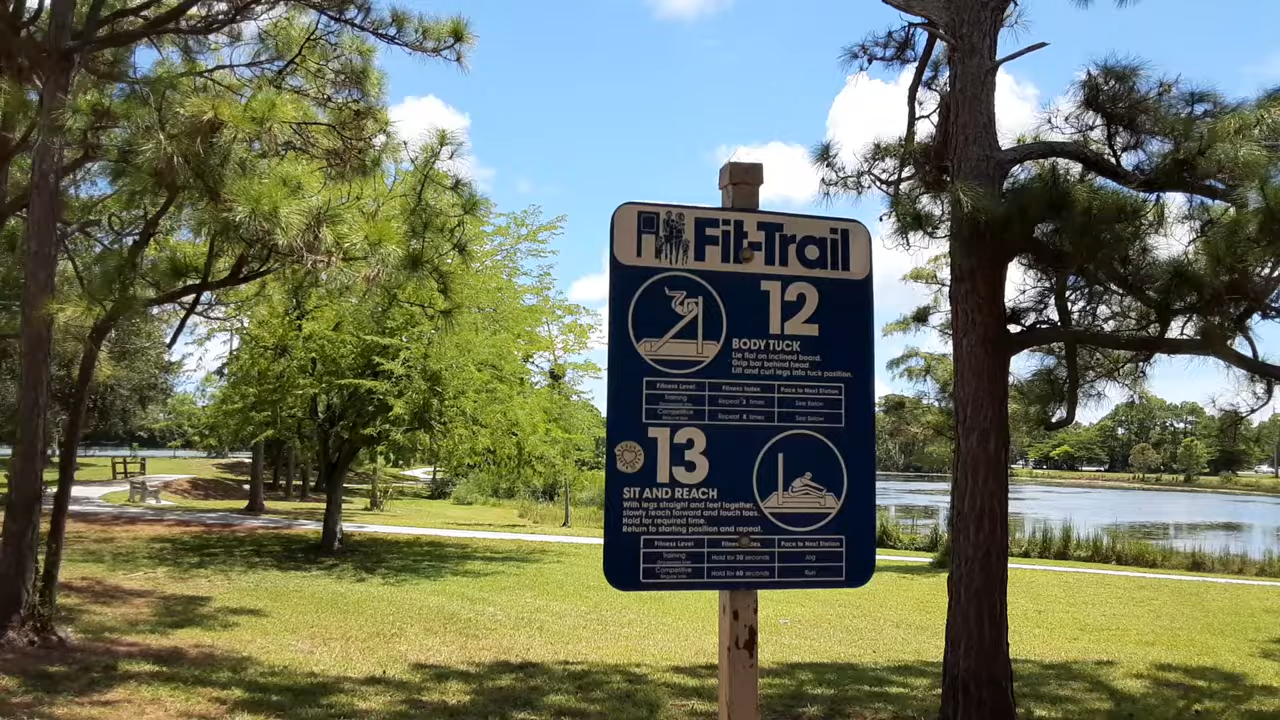 Fit-Trail
12
BODY TUCK
Lie flat on inclined board.
Grip bar behind head.
Lift and curl legs into tuck position.
Fitness Level Fitness Index Pace to Next Station
Training Repeat 3 times See Below
Competitive Repeat 8 times See Below
13
SIT AND REACH
With legs straight and feet together,
slowly reach forward and touch toes.
Hold for required time.
Return to starting position and repeat.
Fitness Level Pace to Next Station
Training Hold for 30 seconds Jog
Competitive Hold for 60 seconds Run